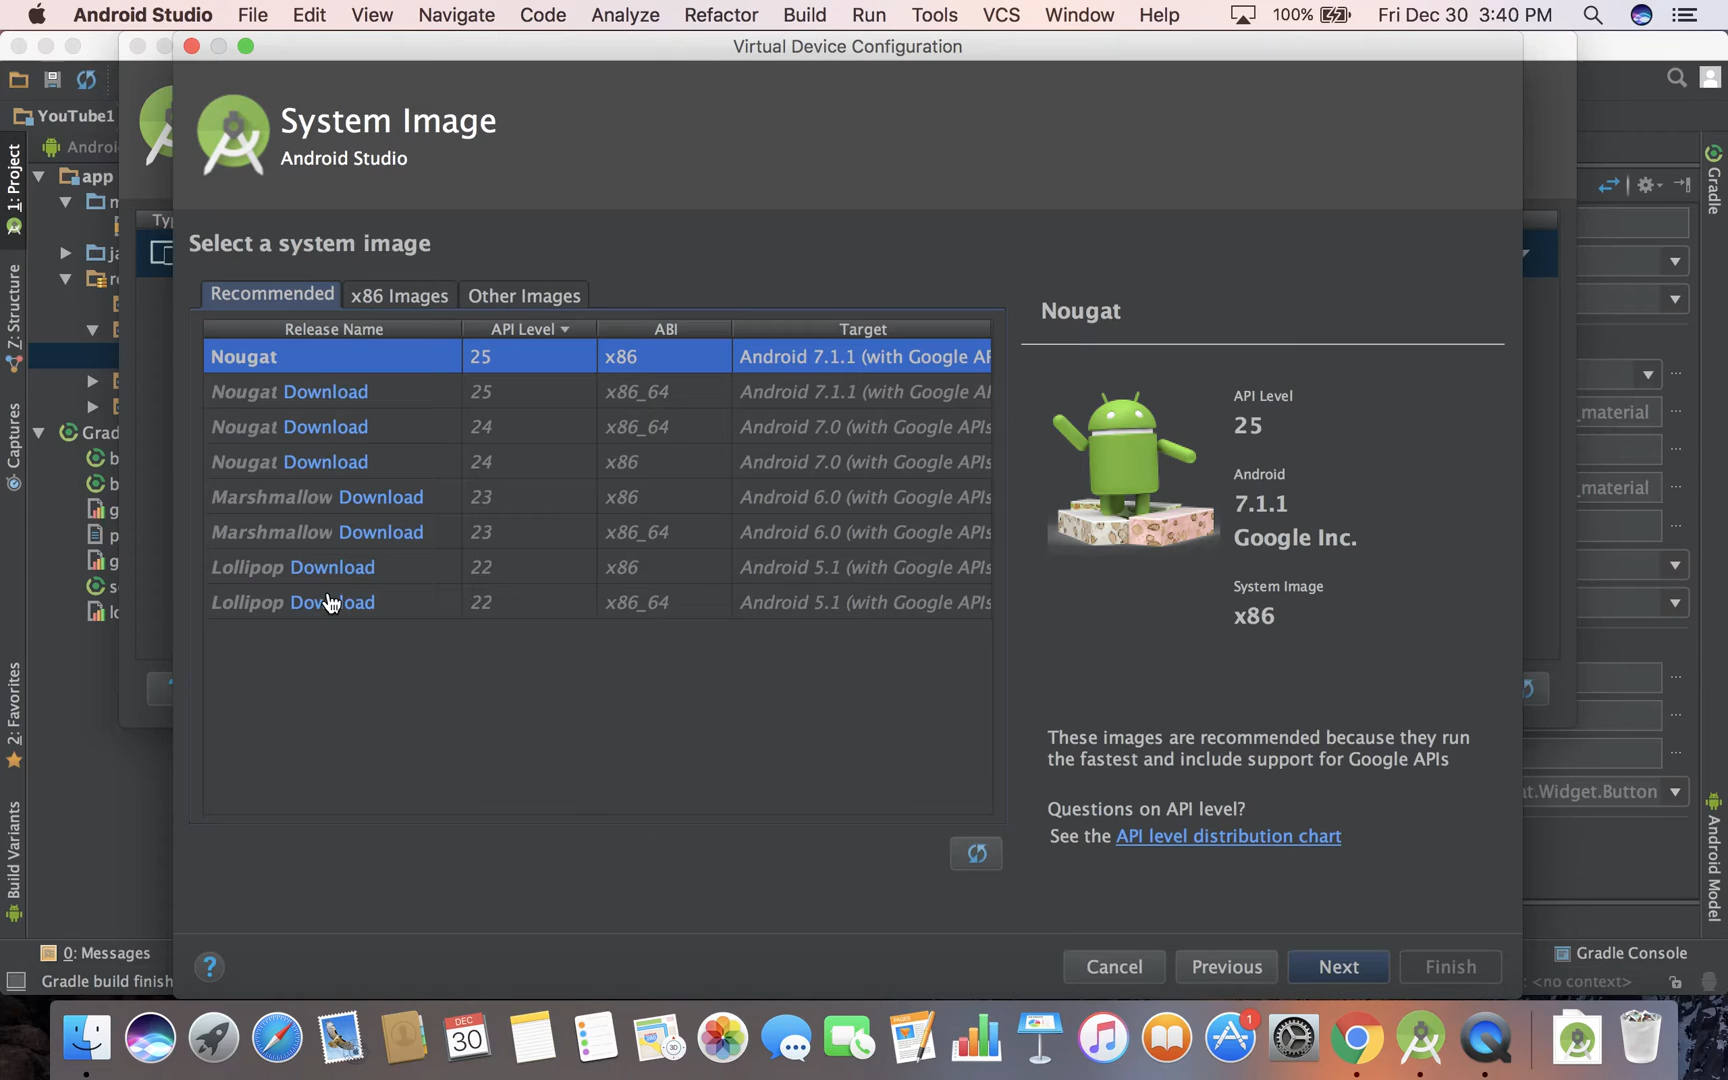 Android Studio File Edit View Navigate Code Analyze Refactor Build Run Tools VCS Window Help 100% Fri Dec 30 3:40 PM
Virtual Device Configuration
YouTube1
System Image
Android Studio
Androi
1: Project
Gradle
app
Select a system image
Recommended x86 Images Other Images
Release Name API Level ABI Target
Nougat 25 x86 Android 7.1.1 (with Google AP
Nougat Download 25 x86_64 Android 7.1.1 (with Google AP
Nougat Download 24 x86_64 Android 7.0 (with Google APIs
Nougat Download 24 x86 Android 7.0 (with Google APIs
Marshmallow Download 23 x86 Android 6.0 (with Google APIs
Marshmallow Download 23 x86_64 Android 6.0 (with Google APIs
Lollipop Download 22 x86 Android 5.1 (with Google APIs
Lollipop Download 22 x86_64 Android 5.1 (with Google APIs
Nougat
API Level
25
Android
7.1.1
Google Inc.
System Image
x86
These images are recommended because they run
the fastest and include support for Google APIs
Questions on API level?
See the API level distribution chart
Z: Structure
Captures
Grad
2: Favorites
Build Variants
_material
_material
t.Widget.Button
Android Model
? Cancel Previous Next Finish
0: Messages Gradle Console
Gradle build finish : <no context>
DEC
30
3D
1